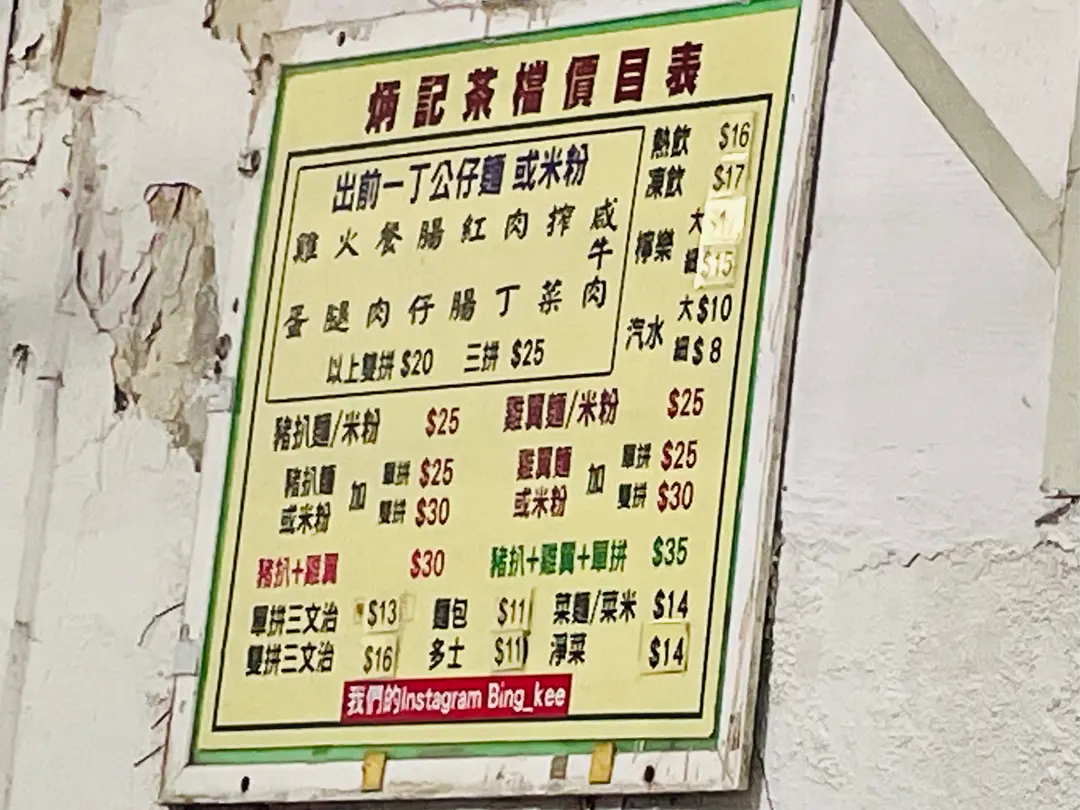 炳記茶檔價目表
出前一丁公仔麵 或米粉
雞 火 餐 腸 紅 肉 搾 咸牛
蛋 腿 肉 仔 腸 丁 菜 肉
以上雙拼 $20 三拼 $25
熱飲 $16
凍飲 $17
檸樂 大
細 $15
汽水 大 $10
細 $8
豬扒麵/米粉 $25 雞翼麵/米粉 $25
豬扒麵或米粉 加 單拼 $25 雞翼麵或米粉 加 單拼 $25
雙拼 $30 雙拼 $30
豬扒+雞翼 $30 豬扒+雞翼+單拼 $35
單拼三文治 $13 麵包 $11 菜麵/菜米 $14
雙拼三文治 $16 多士 $11 淨菜 $14
我們的Instagram Bing_kee